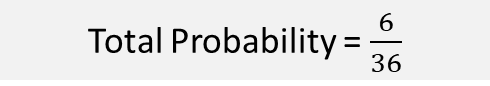 Total Probability = 6/36